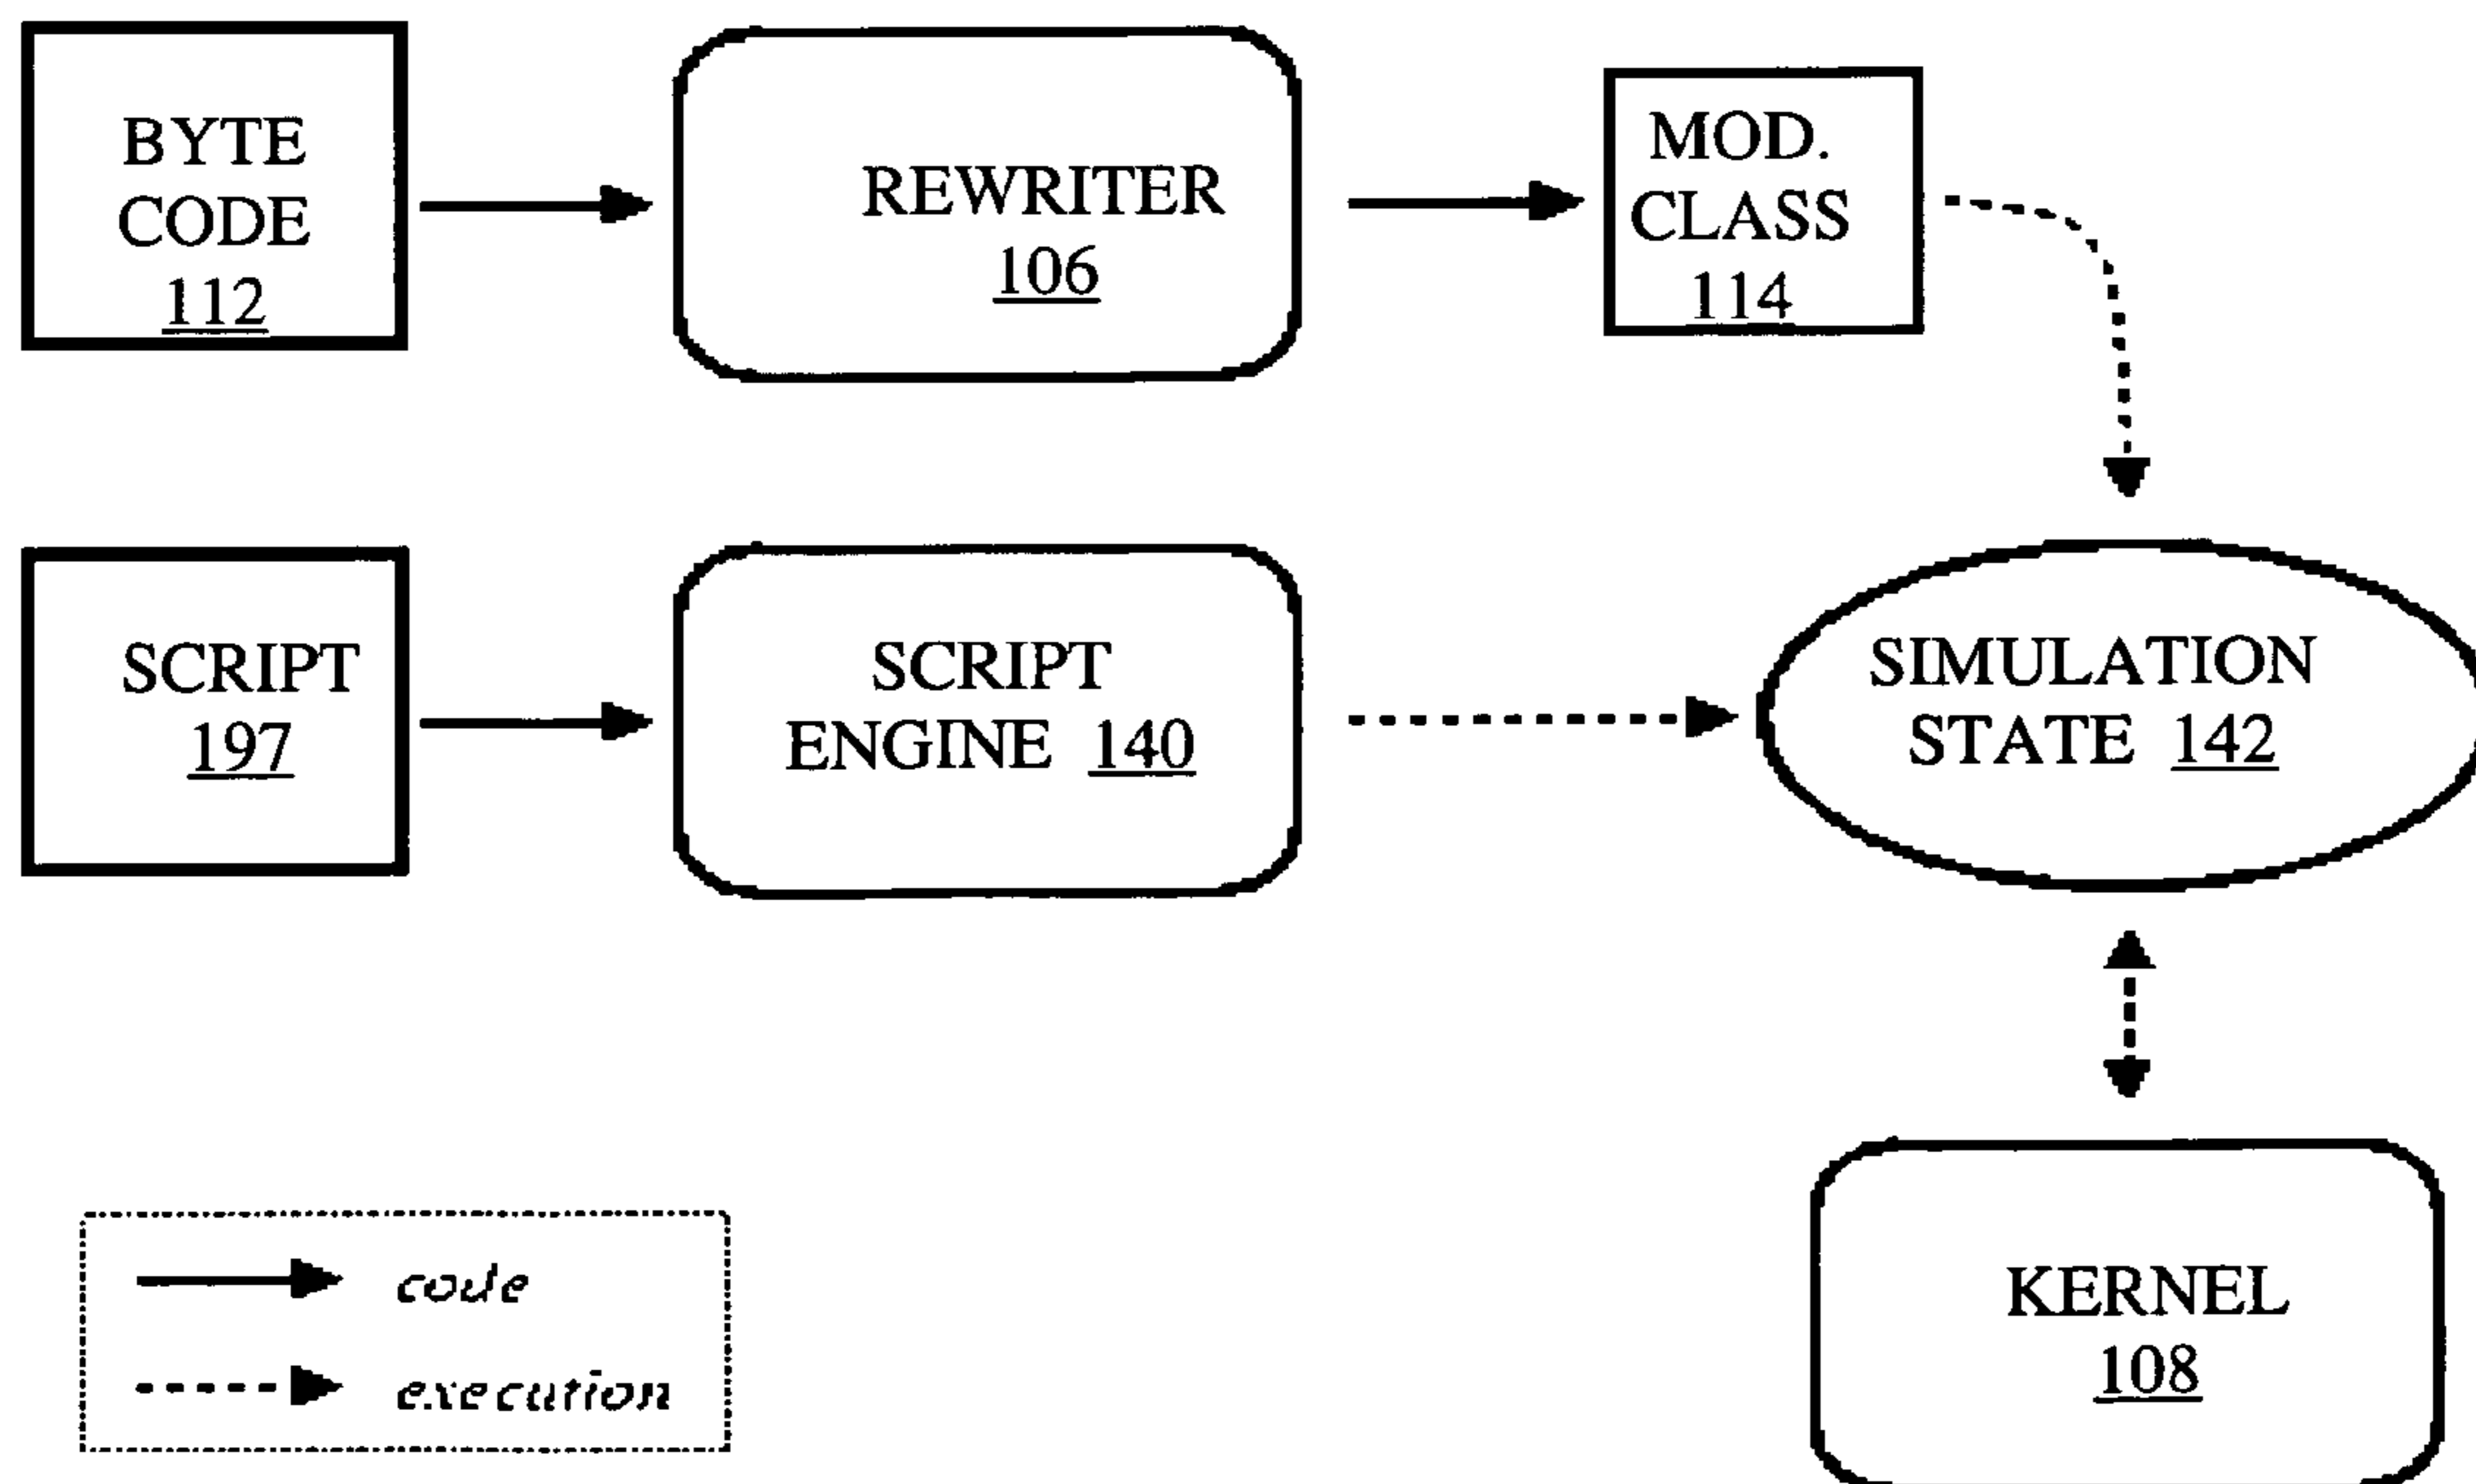 BYTE
CODE
112
REWRITER
106
MOD.
CLASS
114
SCRIPT
197
SCRIPT
ENGINE 140
SIMULATION
STATE 142
KERNEL
108
code
execution